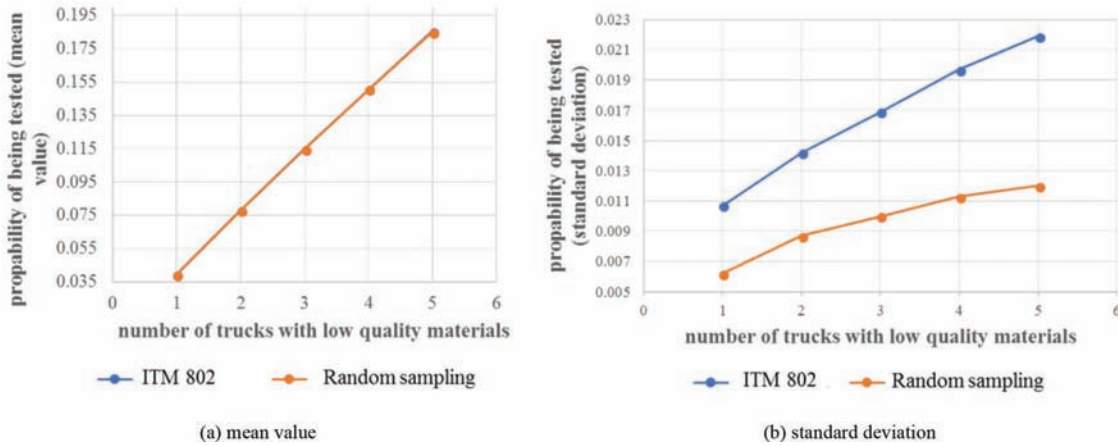 propability of being tested (mean
value)
0.195
0.175
0.155
0.135
0.115
0.095
0.075
0.055
0.035
0 1 2 3 4 5 6
number of trucks with low quality materials
ITM 802 Random sampling
(a) mean value
propability of being tested
(standard deviation)
0.023
0.021
0.019
0.017
0.015
0.013
0.011
0.009
0.007
0.005
0 1 2 3 4 5 6
number of trucks with low quality materials
ITM 802 Random sampling
(b) standard deviation